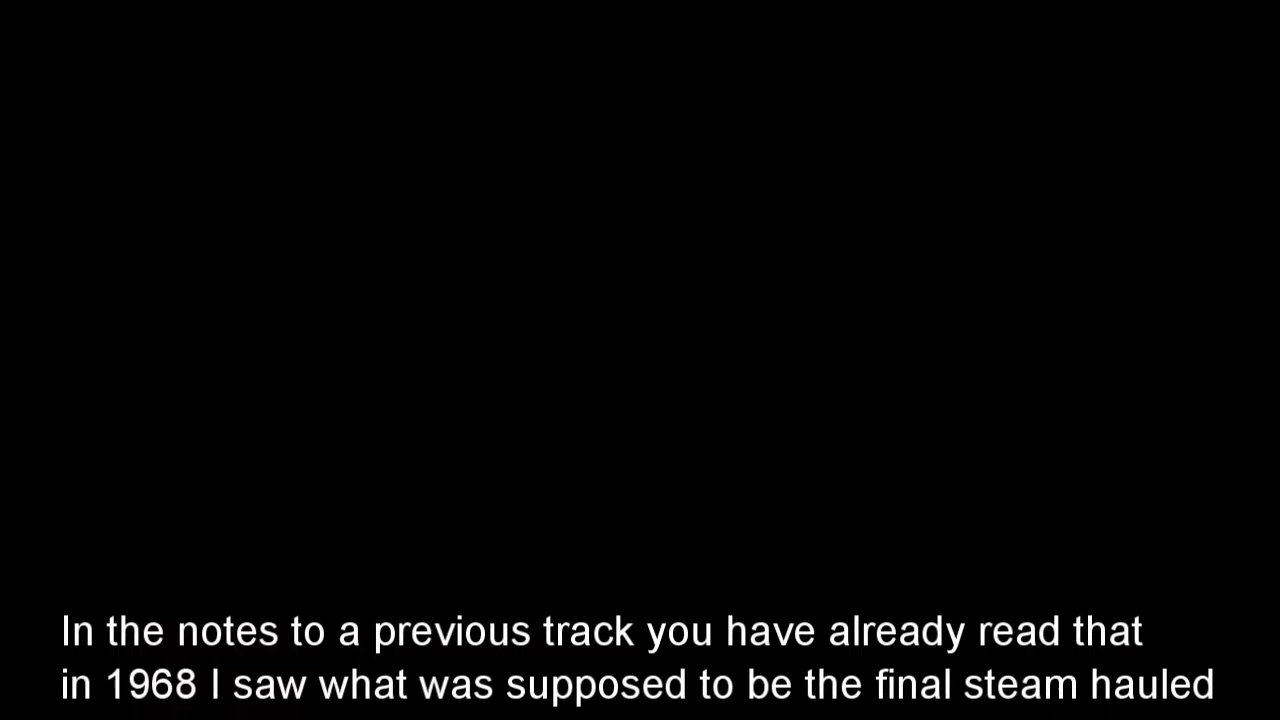 In the notes to a previous track you have already read that
in 1968 I saw what was supposed to be the final steam hauled